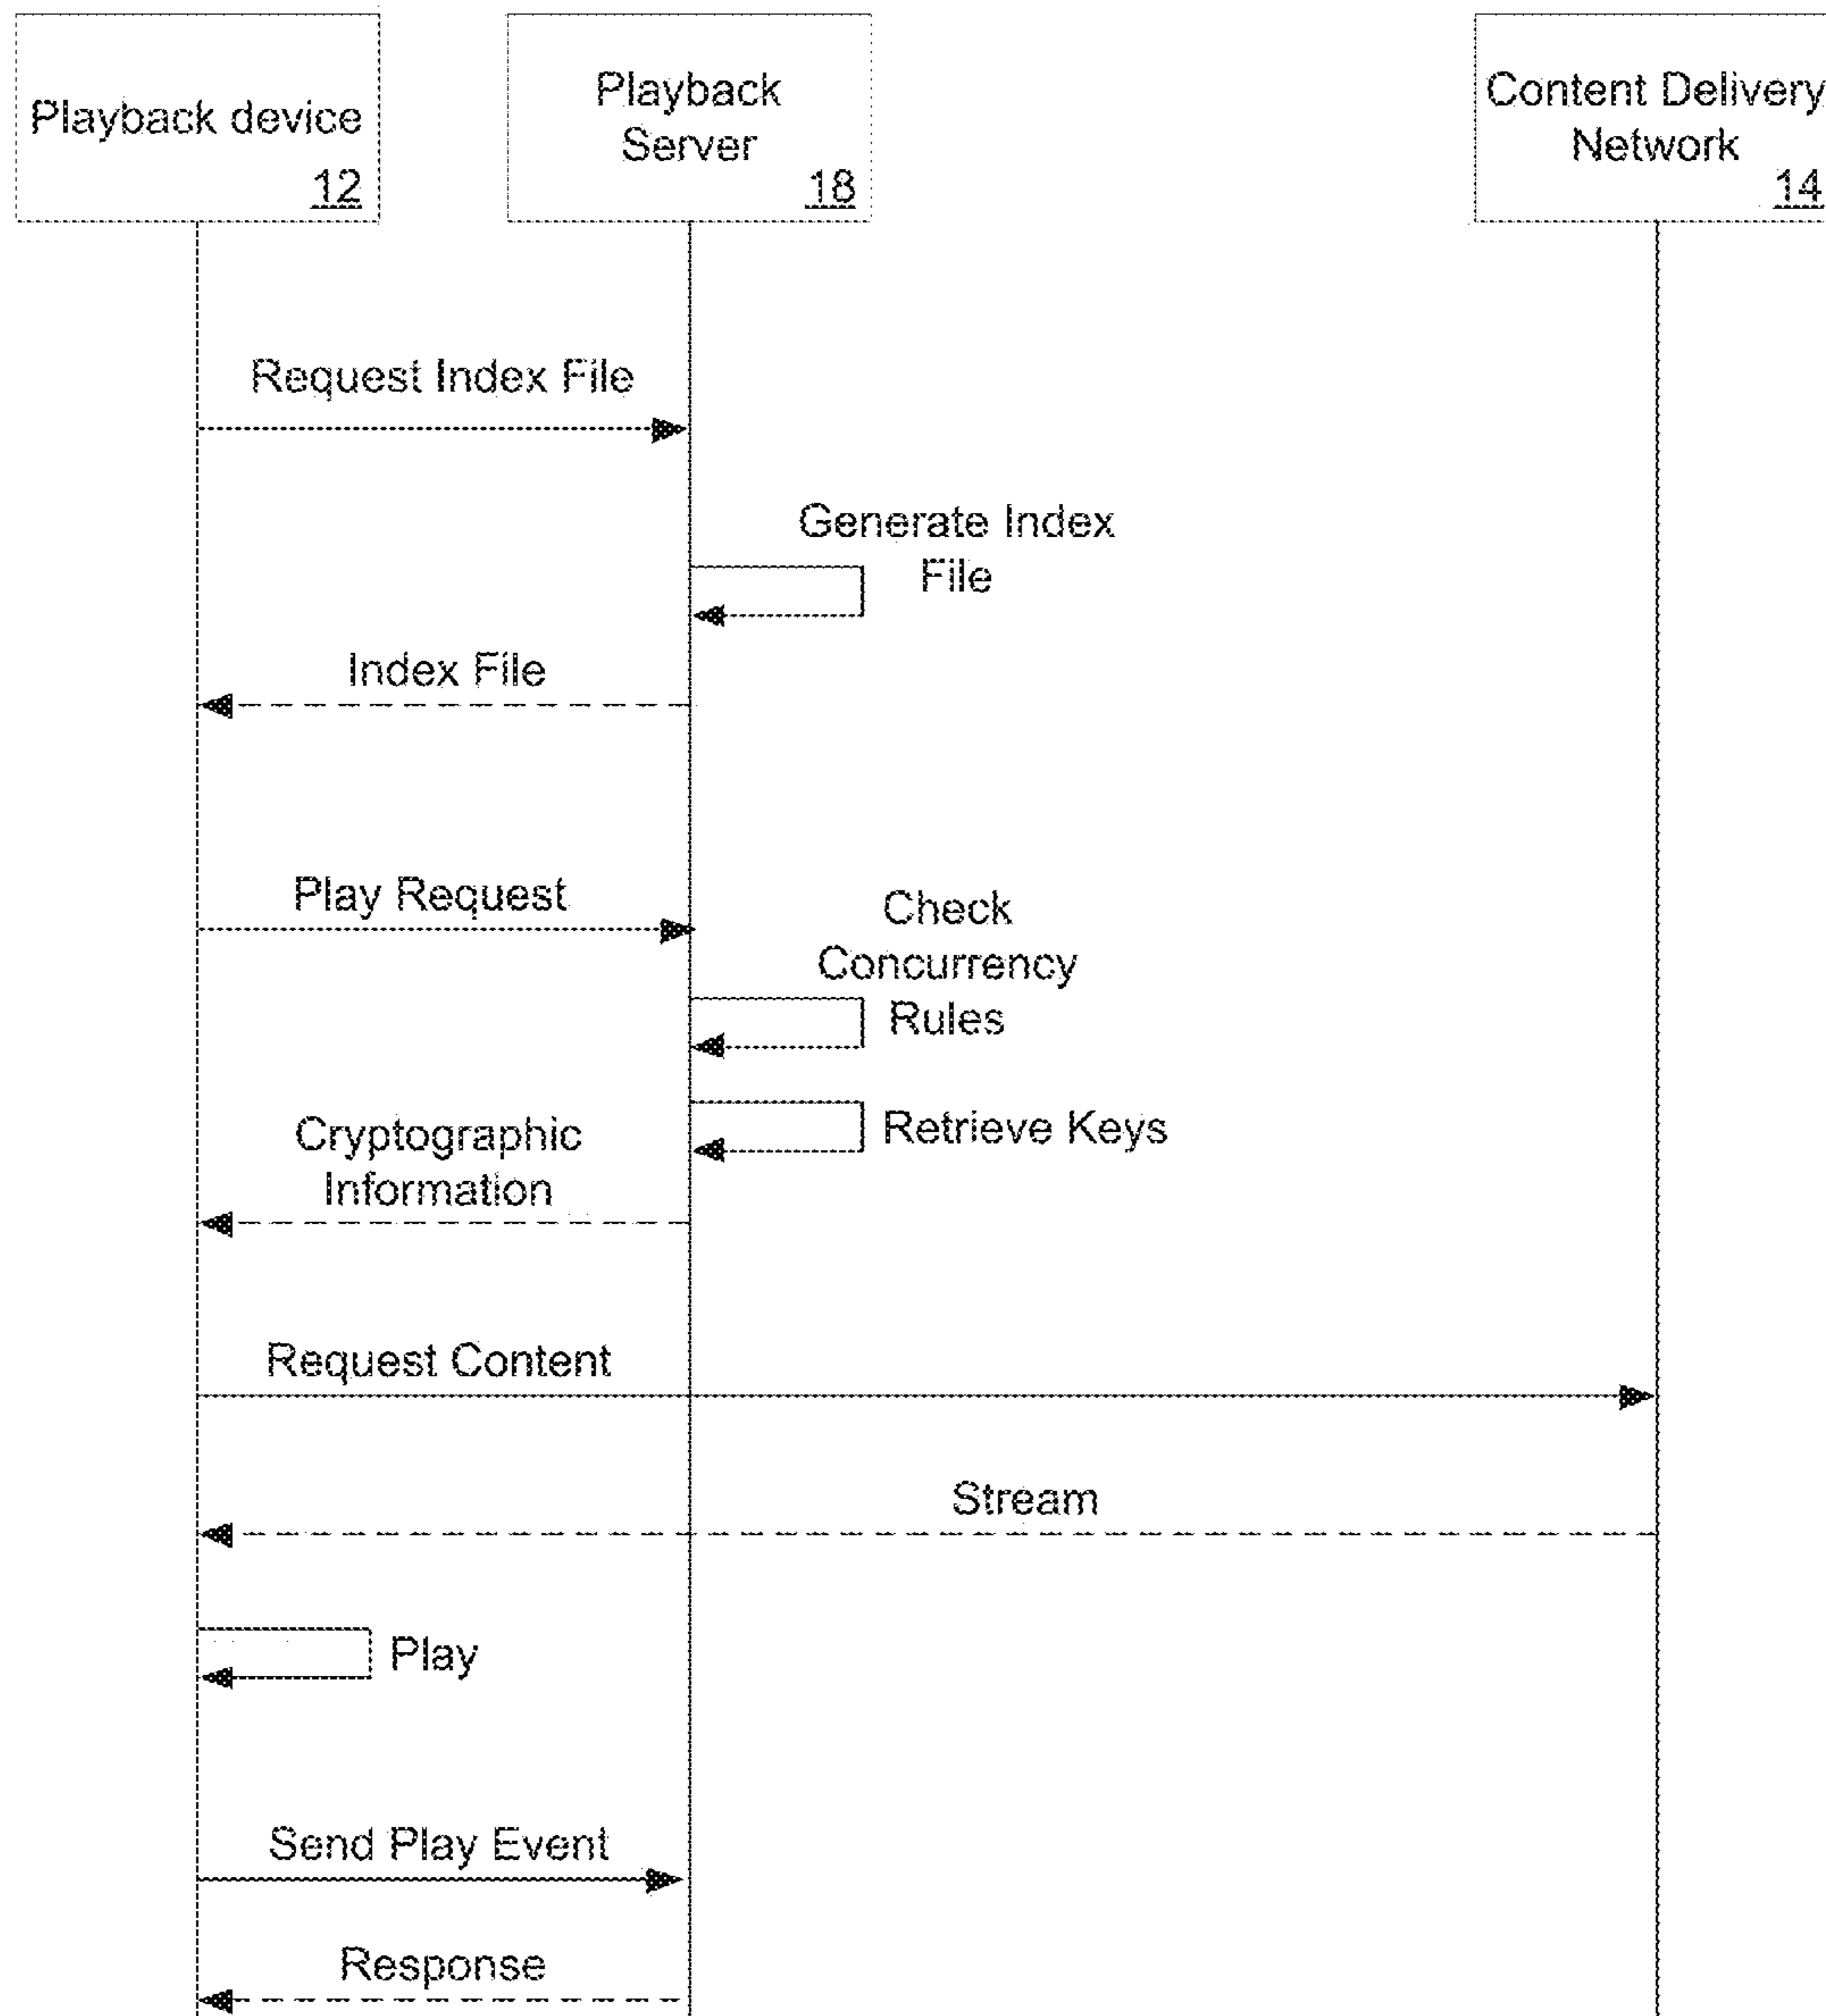 Playback device
12
Playback
Server
18
Content Delivery
Network
14
Request Index File
Generate Index
File
Index File
Play Request
Check
Concurrency
Rules
Retrieve Keys
Cryptographic
Information
Request Content
Stream
Play
Send Play Event
Response